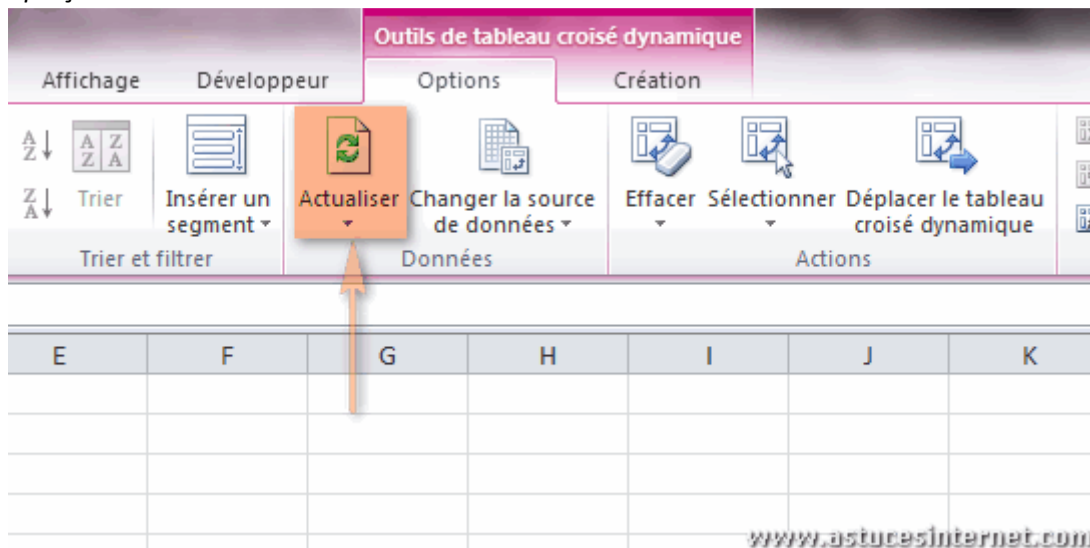 Outils de tableau croisé dynamique
Affichage Développeur Options Création
A Z
Z A
A Z
Z A
Trier
Insérer un
segment
Actualiser
Changer la source
de données
Effacer
Sélectionner
Déplacer le tableau
croisé dynamique
Trier et filtrer Données Actions
E F G H I J K
www.astucesinternet.com